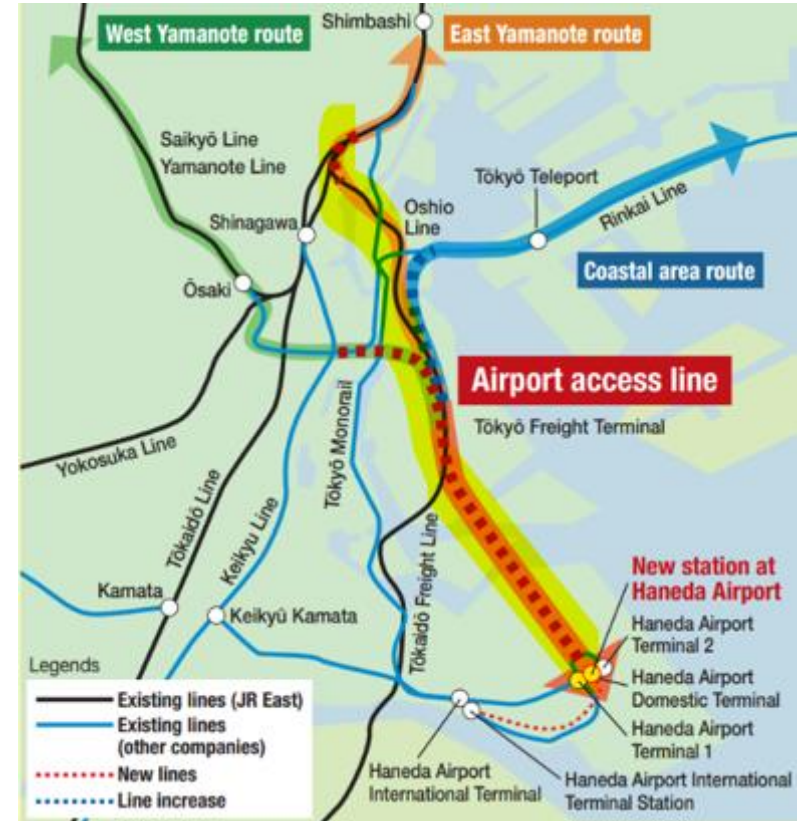 Shimbashi
West Yamanote route
East Yamanote route
Saikyō Line
Yamanote Line
Tōkyō Teleport
Oshio
Line
Rinkai Line
Shinagawa
Coastal area route
Ōsaki
Airport access line
Tōkyō Freight Terminal
Yokosuka Line
Tōkaidō Line
Keikyu Line
Tōkyō Monorail
Tōkaidō Freight Line
New station at
Haneda Airport
Kamata
Keikyū Kamata
Haneda Airport
Terminal 2
Haneda Airport
Domestic Terminal
Haneda Airport
Terminal 1
Legends
Existing lines (JR East)
Existing lines
(other companies)
New lines
Line increase
Haneda Airport
International Terminal
Haneda Airport International
Terminal Station